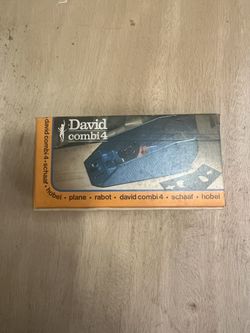 David
combi 4
david combi 4 • schaaf • hobel •
hobel • plane • rabot • david combi 4 • schaaf • hobel